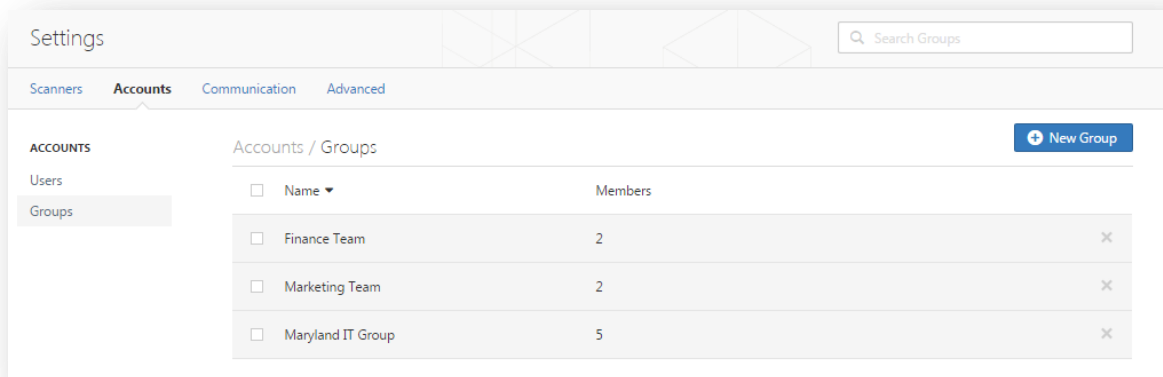 Settings
Search Groups
Scanners Accounts Communication Advanced
ACCOUNTS
Users
Groups
Accounts / Groups
New Group
Name Members
Finance Team 2
Marketing Team 2
Maryland IT Group 5